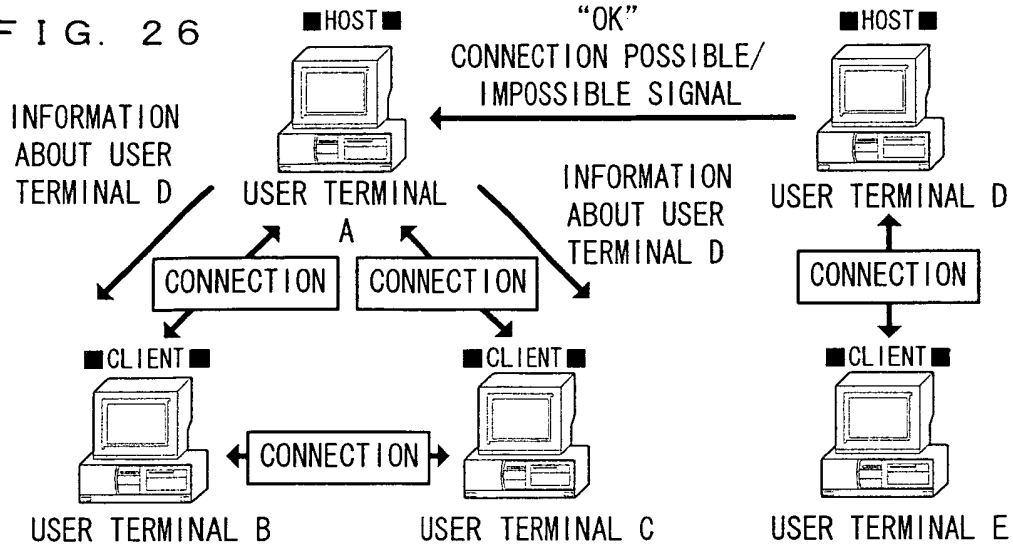 FIG. 26
■HOST■
“OK”
CONNECTION POSSIBLE/
IMPOSSIBLE SIGNAL
■HOST■
INFORMATION
ABOUT USER
TERMINAL D
USER TERMINAL
A
INFORMATION
ABOUT USER
TERMINAL D
USER TERMINAL D
CONNECTION
CONNECTION
CONNECTION
■CLIENT■
■CLIENT■
■CLIENT■
CONNECTION
USER TERMINAL B
USER TERMINAL C
USER TERMINAL E